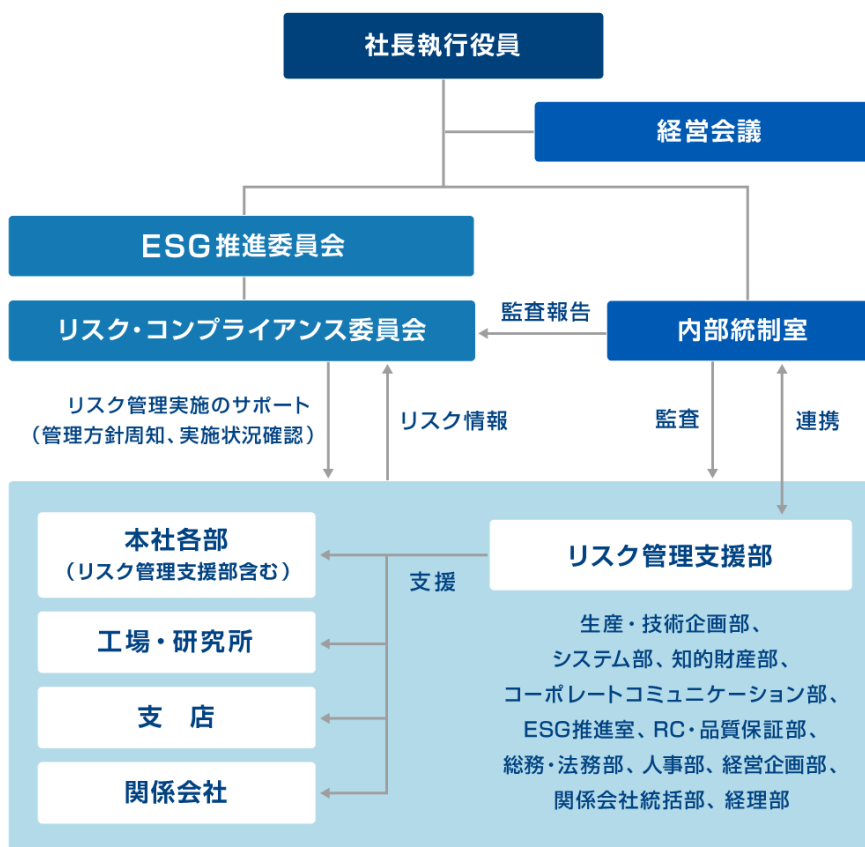 社長執行役員
経営会議
ESG推進委員会
リスク・コンプライアンス委員会
監査報告
内部統制室
リスク管理実施のサポート
（管理方針周知、実施状況確認）
リスク情報
監査
連携
本社各部
（リスク管理支援部含む）
工場・研究所
支　店
関係会社
支援
リスク管理支援部
生産・技術企画部、
システム部、知的財産部、
コーポレートコミュニケーション部、
ESG推進室、RC・品質保証部、
総務・法務部、人事部、経営企画部、
関係会社統括部、経理部